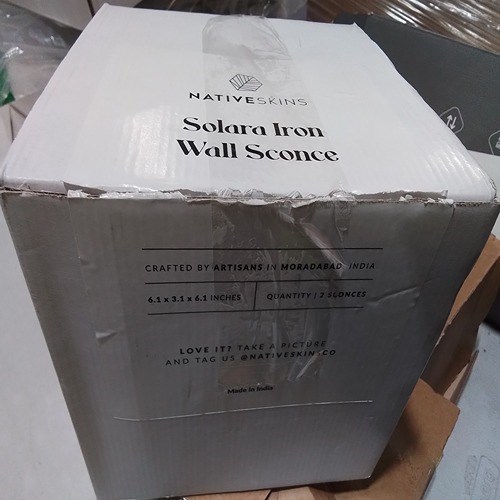 NATIVESKINS
Solara Iron
Wall Sconce
CRAFTED BY ARTISANS IN MORADABAD, INDIA
6.1 x 3.1 x 6.1 INCHES
QUANTITY : 2 SCONCES
LOVE IT? TAKE A PICTURE
AND TAG US @NATIVESKINSCO
Made in India